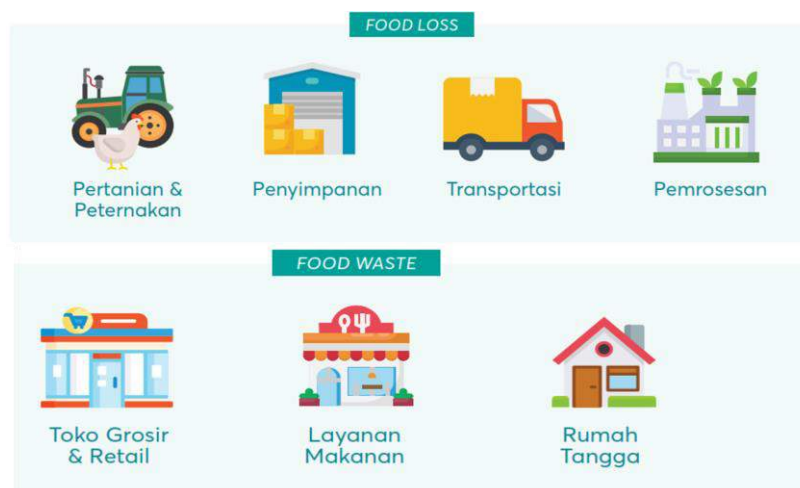 FOOD LOSS
Pertanian &
Peternakan
Penyimpanan
Transportasi
Pemrosesan
FOOD WASTE
Toko Grosir
& Retail
Layanan
Makanan
Rumah
Tangga